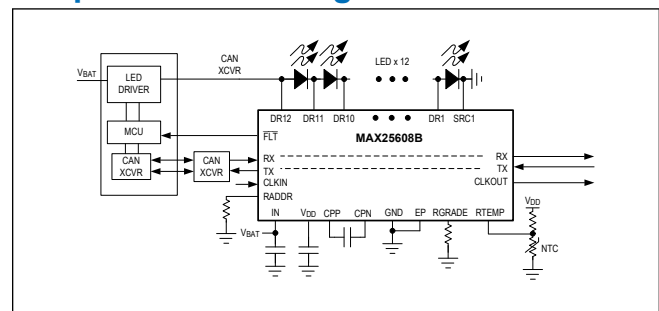 CAN
XCVR
LED x 12
VBAT
LED
DRIVER
DR12 DR11 DR10 DR1 SRC1
MAX25608B
MCU
FLT
CAN
XCVR
CAN
XCVR
RX
TX
CLKIN
RADDR
RX
TX
CLKOUT
IN VDD CPP CPN GND EP RGRADE RTEMP
VBAT
VDD
NTC